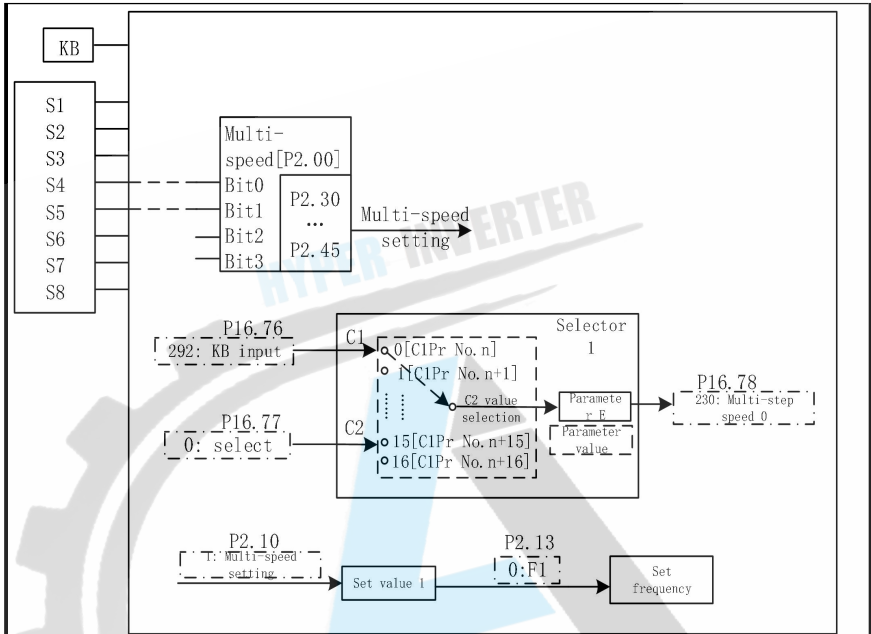 KB
S1
S2
S3
S4
S5
S6
S7
S8
Multi-
speed[P2.00]
Bit0
Bit1
Bit2
Bit3
P2.30
...
P2.45
Multi-speed
setting
HYPER INVERTER
P16.76
292: KB input
C1
P16.77
0: select
C2
Selector
1
0[C1Pr No.n]
1[C1Pr No.n+1]
C2 value
selection
15[C1Pr No.n+15]
16[C1Pr No.n+16]
Paramete
r E
Parameter
value
P16.78
230: Multi-step
speed 0
P2.10
1: Multi-speed
setting
Set value 1
P2.13
0:F1
Set
frequency